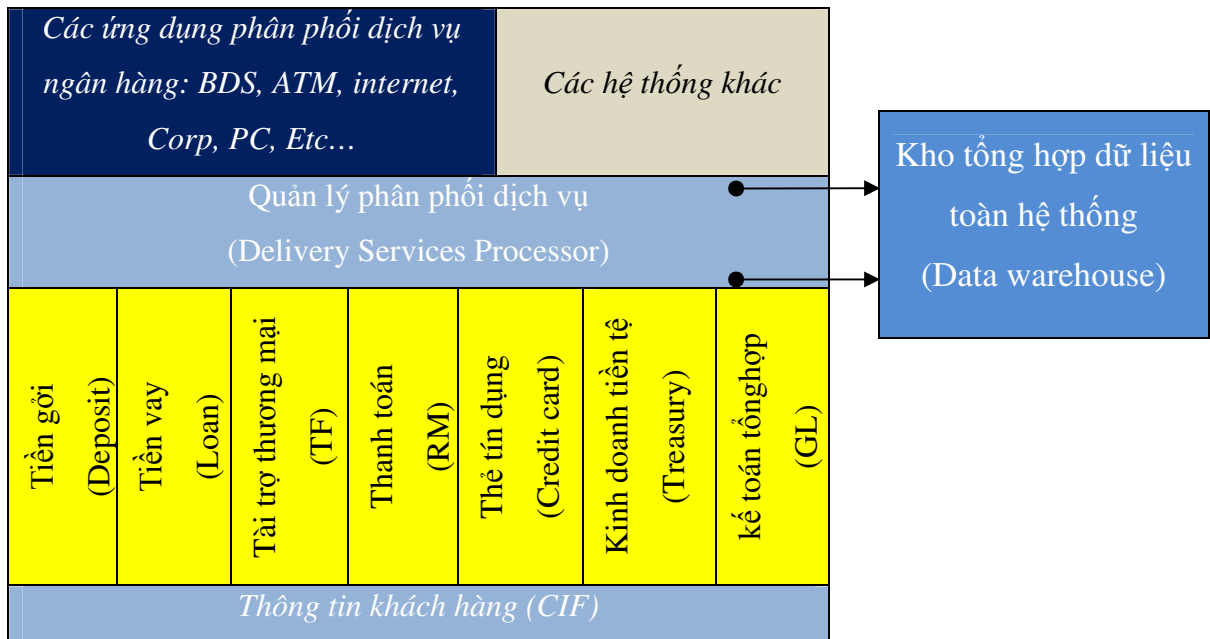 Các ứng dụng phân phối dịch vụ
ngân hàng: BDS, ATM, internet,
Corp, PC, Etc…
Các hệ thống khác
Quản lý phân phối dịch vụ
(Delivery Services Processor)
Kho tổng hợp dữ liệu
toàn hệ thống
(Data warehouse)
Tiền gởi
(Deposit)
Tiền vay
(Loan)
Tài trợ thương mại
(TF)
Thanh toán
(RM)
Thẻ tín dụng
(Credit card)
Kinh doanh tiền tệ
(Treasury)
kế toán tổnghợp
(GL)
Thông tin khách hàng (CIF)